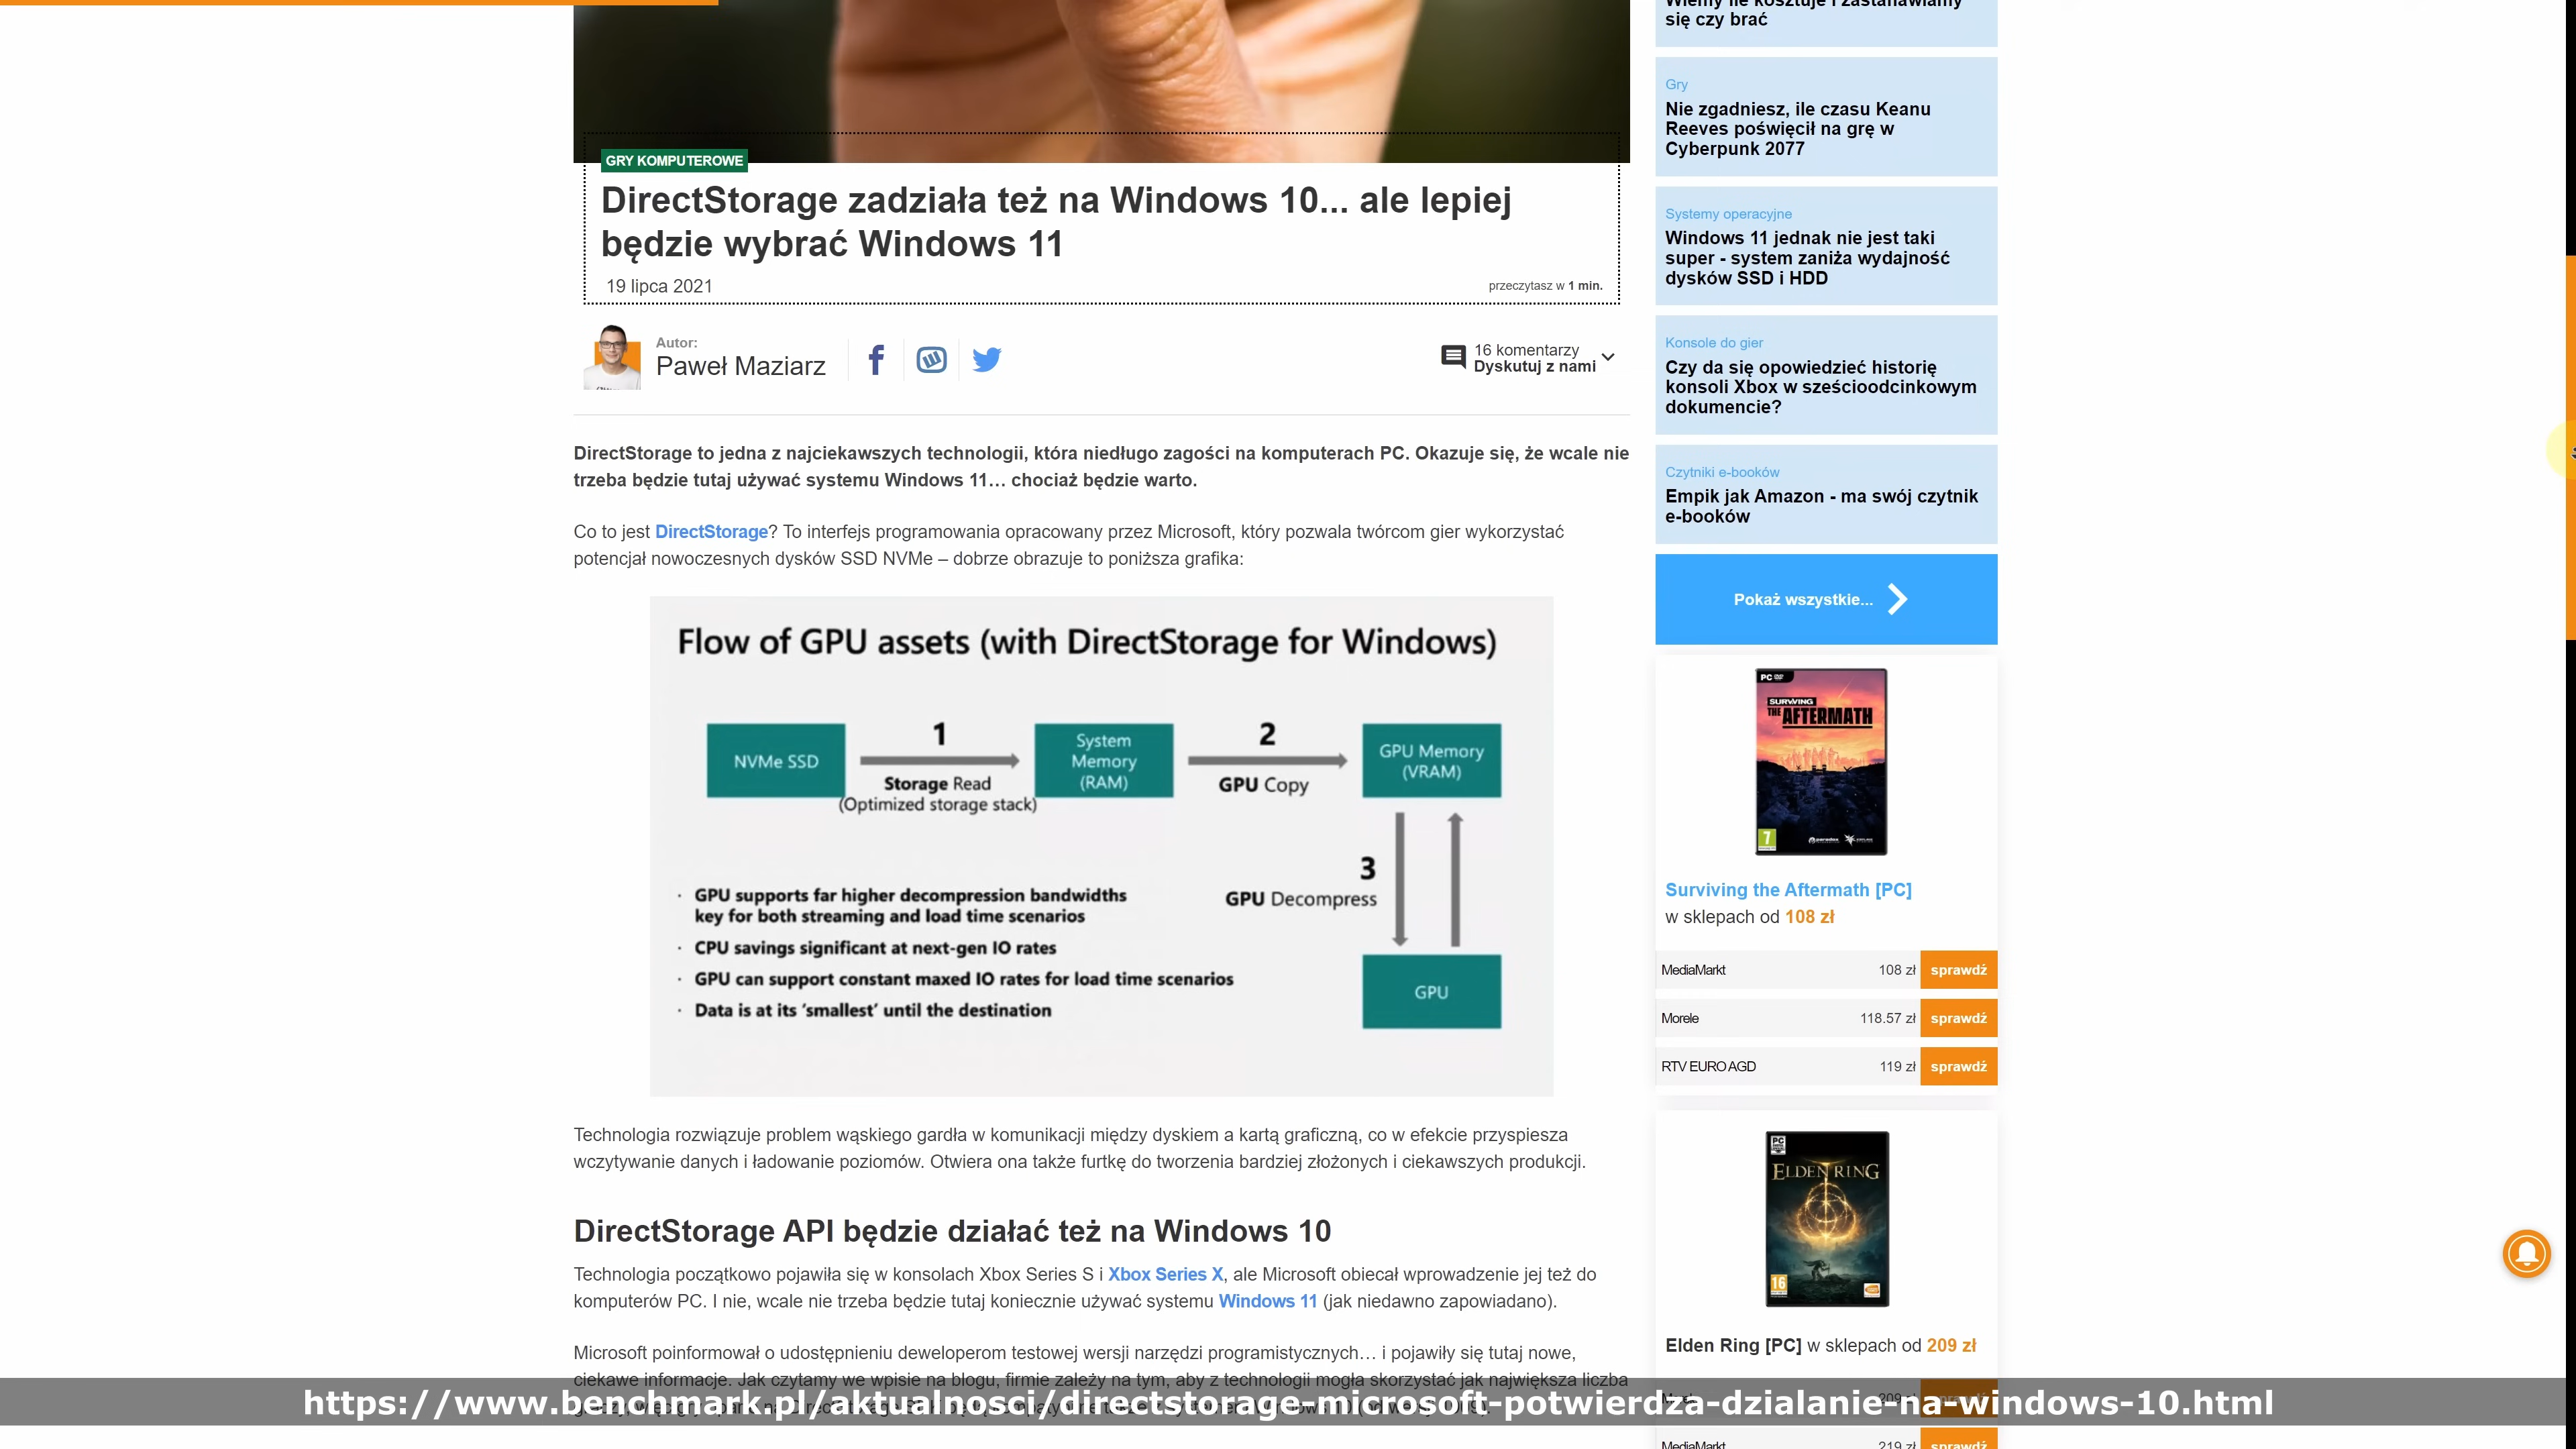 GRY KOMPUTEROWE
DirectStorage zadziała też na Windows 10... ale lepiej
będzie wybrać Windows 11
19 lipca 2021
przeczytasz w 1 min.
Autor:
Paweł Maziarz
16 komentarzy
Dyskutuj z nami
DirectStorage to jedna z najciekawszych technologii, która niedługo zagości na komputerach PC. Okazuje się, że wcale nie
trzeba będzie tutaj używać systemu Windows 11… chociaż będzie warto.
Co to jest DirectStorage? To interfejs programowania opracowany przez Microsoft, który pozwala twórcom gier wykorzystać
potencjał nowoczesnych dysków SSD NVMe – dobrze obrazuje to poniższa grafika:
Flow of GPU assets (with DirectStorage for Windows)
NVMe SSD
1
Storage Read
(Optimized storage stack)
System
Memory
(RAM)
2
GPU Copy
GPU Memory
(VRAM)
3
GPU Decompress
GPU
· GPU supports far higher decompression bandwidths
key for both streaming and load time scenarios
· CPU savings significant at next-gen IO rates
· GPU can support constant maxed IO rates for load time scenarios
· Data is at its ‘smallest’ until the destination
Technologia rozwiązuje problem wąskiego gardła w komunikacji między dyskiem a kartą graficzną, co w efekcie przyspiesza
wczytywanie danych i ładowanie poziomów. Otwiera ona także furtkę do tworzenia bardziej złożonych i ciekawszych produkcji.
DirectStorage API będzie działać też na Windows 10
Technologia początkowo pojawiła się w konsolach Xbox Series S i Xbox Series X, ale Microsoft obiecał wprowadzenie jej też do
komputerów PC. I nie, wcale nie trzeba będzie tutaj koniecznie używać systemu Windows 11 (jak niedawno zapowiadano).
Microsoft poinformował o udostępnieniu deweloperom testowej wersji narzędzi programistycznych… i pojawiły się tutaj nowe,
ciekawe informacje. Jak czytamy we wpisie na blogu, firmie zależy na tym, aby z technologii mogła skorzystać jak największa liczba
https://www.benchmark.pl/aktualnosci/directstorage-microsoft-potwierdza-dzialanie-na-windows-10.html
Wiemy ile kosztuje i zastanawiamy
się czy brać
Gry
Nie zgadniesz, ile czasu Keanu
Reeves poświęcił na grę w
Cyberpunk 2077
Systemy operacyjne
Windows 11 jednak nie jest taki
super - system zaniża wydajność
dysków SSD i HDD
Konsole do gier
Czy da się opowiedzieć historię
konsoli Xbox w sześcioodcinkowym
dokumencie?
Czytniki e-booków
Empik jak Amazon - ma swój czytnik
e-booków
Pokaż wszystkie...
PC
SURVIVING
THE AFTERMATH
7
Surviving the Aftermath [PC]
w sklepach od 108 zł
MediaMarkt 108 zł sprawdź
Morele 118.57 zł sprawdź
RTV EURO AGD 119 zł sprawdź
PC
ELDEN RING
16
Elden Ring [PC] w sklepach od 209 zł
MediaMarkt 219 zł sprawdź